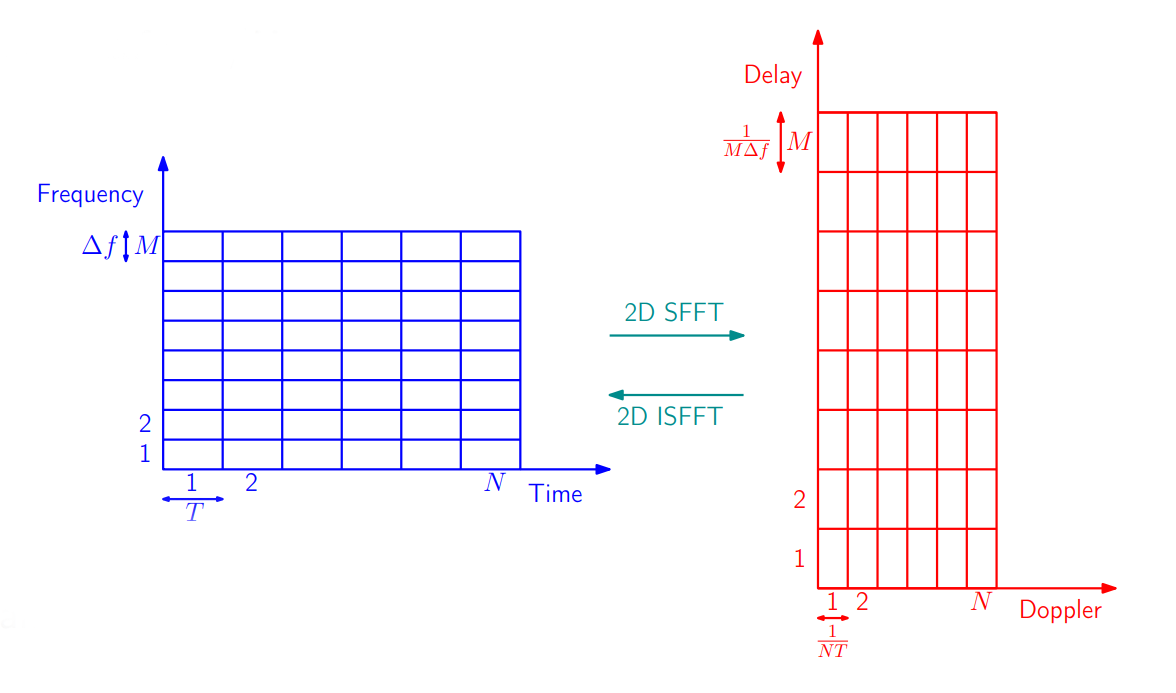 Delay
$\frac{1}{M\Delta f}$ M
Frequency
Δf M
2D SFFT
2D ISFFT
2
1
1 2 N
T
Time
2
1
1 2 N
Doppler
$\frac{1}{NT}$